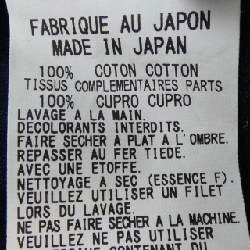 FABRIQUE AU JAPON
MADE IN JAPAN
100% COTON COTTON
TISSUS COMPLEMENTAIRES PARTS
100% CUPRO CUPRO
LAVAGE A LA MAIN.
DECOLORANTS INTERDITS.
FAIRE SECHER A PLAT A L'OMBRE.
REPASSER AU FER TIEDE.
AVEC UNE ETOFFE.
NETTOYAGE A SEC (ESSENCE F).
VEUILLEZ UTILISER UN FILET
LORS DU LAVAGE.
NE PAS FAIRE SECHER A LA MACHINE.
VEUILLEZ NE PAS UTILISER
CONTENANT DU